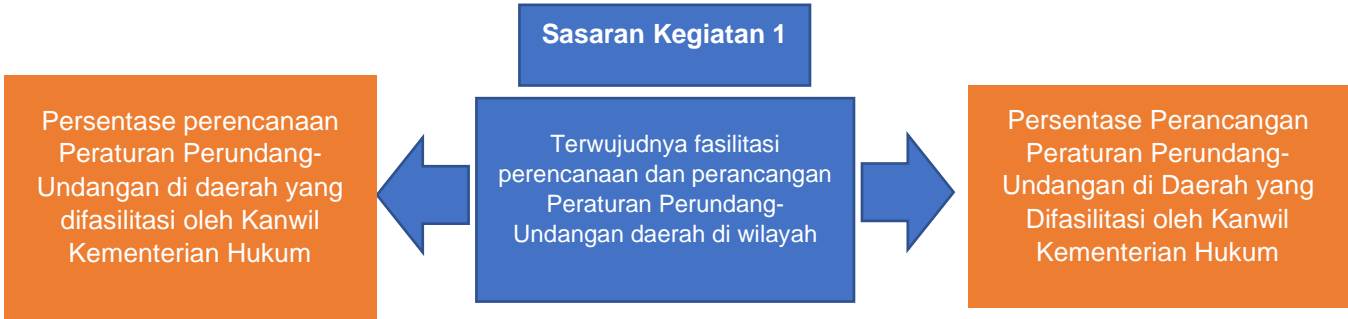 Sasaran Kegiatan 1
Persentase perencanaan
Peraturan Perundang-
Undangan di daerah yang
difasilitasi oleh Kanwil
Kementerian Hukum
Terwujudnya fasilitasi
perencanaan dan perancangan
Peraturan Perundang-
Undangan daerah di wilayah
Persentase Perancangan
Peraturan Perundang-
Undangan di Daerah yang
Difasilitasi oleh Kanwil
Kementerian Hukum